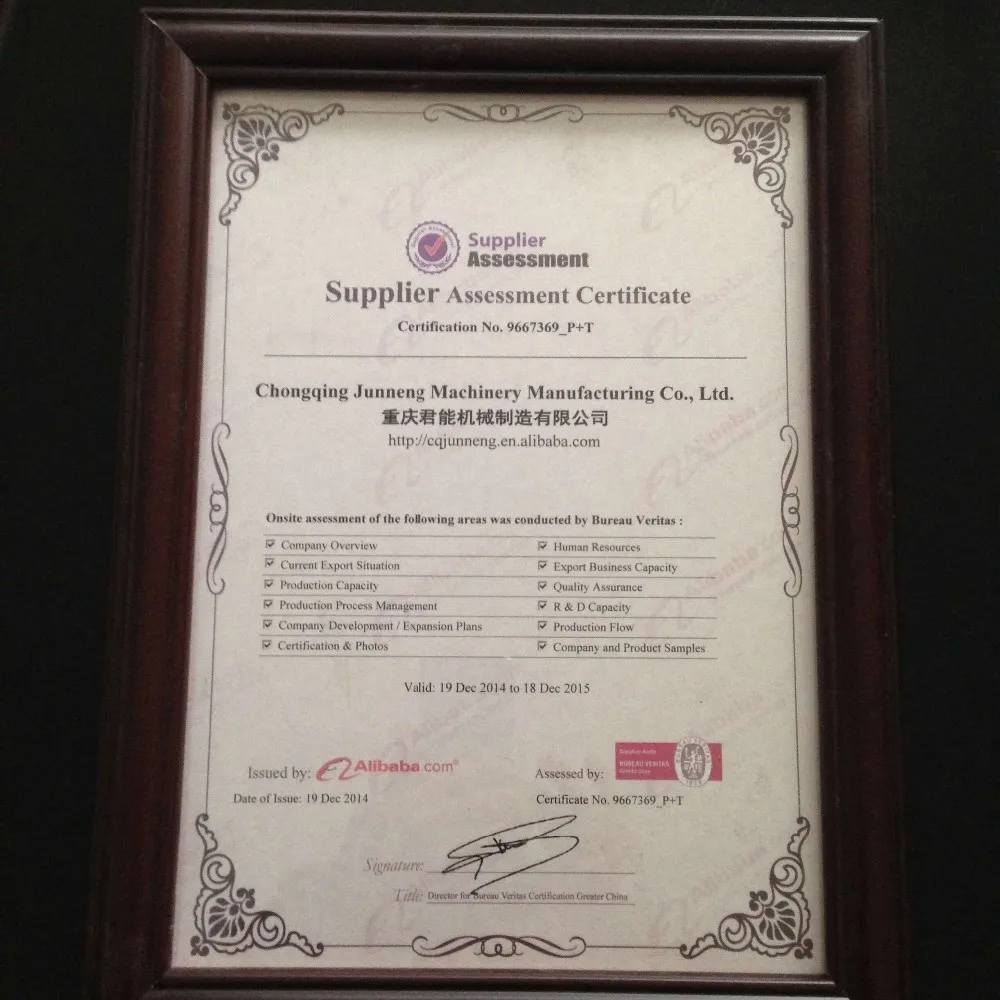 Supplier
Assessment
Supplier Assessment Certificate
Certification No. 9667369_P+T
Chongqing Junneng Machinery Manufacturing Co., Ltd.
重庆君能机械制造有限公司
http://cqjunneng.en.alibaba.com
Onsite assessment of the following areas was conducted by Bureau Veritas :
Company Overview
Human Resources
Current Export Situation
Export Business Capacity
Production Capacity
Quality Assurance
Production Process Management
R & D Capacity
Company Development / Expansion Plans
Production Flow
Certification & Photos
Company and Product Samples
Valid: 19 Dec 2014 to 18 Dec 2015
Issued by: Alibaba.com®
Assessed by:
BUREAU VERITAS
Certification
Date of Issue: 19 Dec 2014
Certificate No. 9667369_P+T
Signature:
Title: Director for Bureau Veritas Certification Greater China